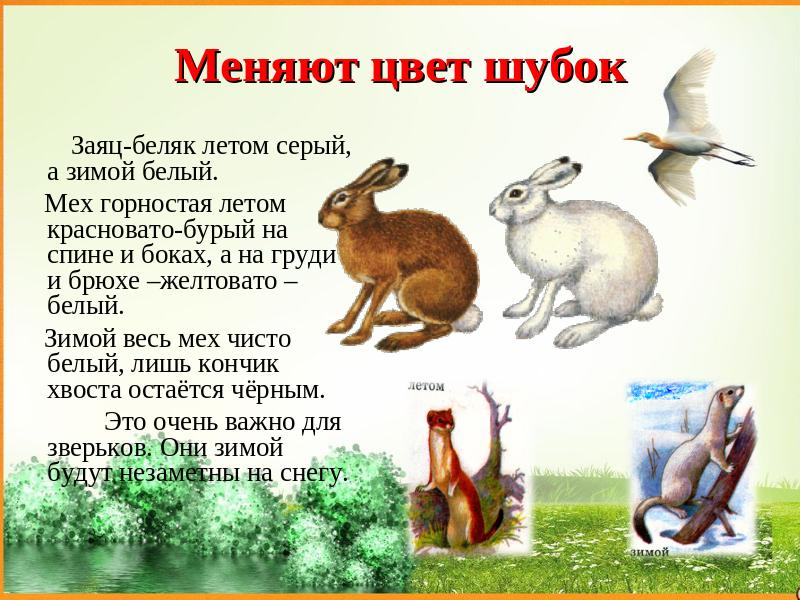 Меняют цвет шубок
Заяц-беляк летом серый,
а зимой белый.
Мех горностая летом
красновато-бурый на
спине и боках, а на груди
и брюхе –желтовато –
белый.
Зимой весь мех чисто
белый, лишь кончик
хвоста остаётся чёрным.
Это очень важно для
зверьков. Они зимой
будут незаметны на снегу.
летом
зимой